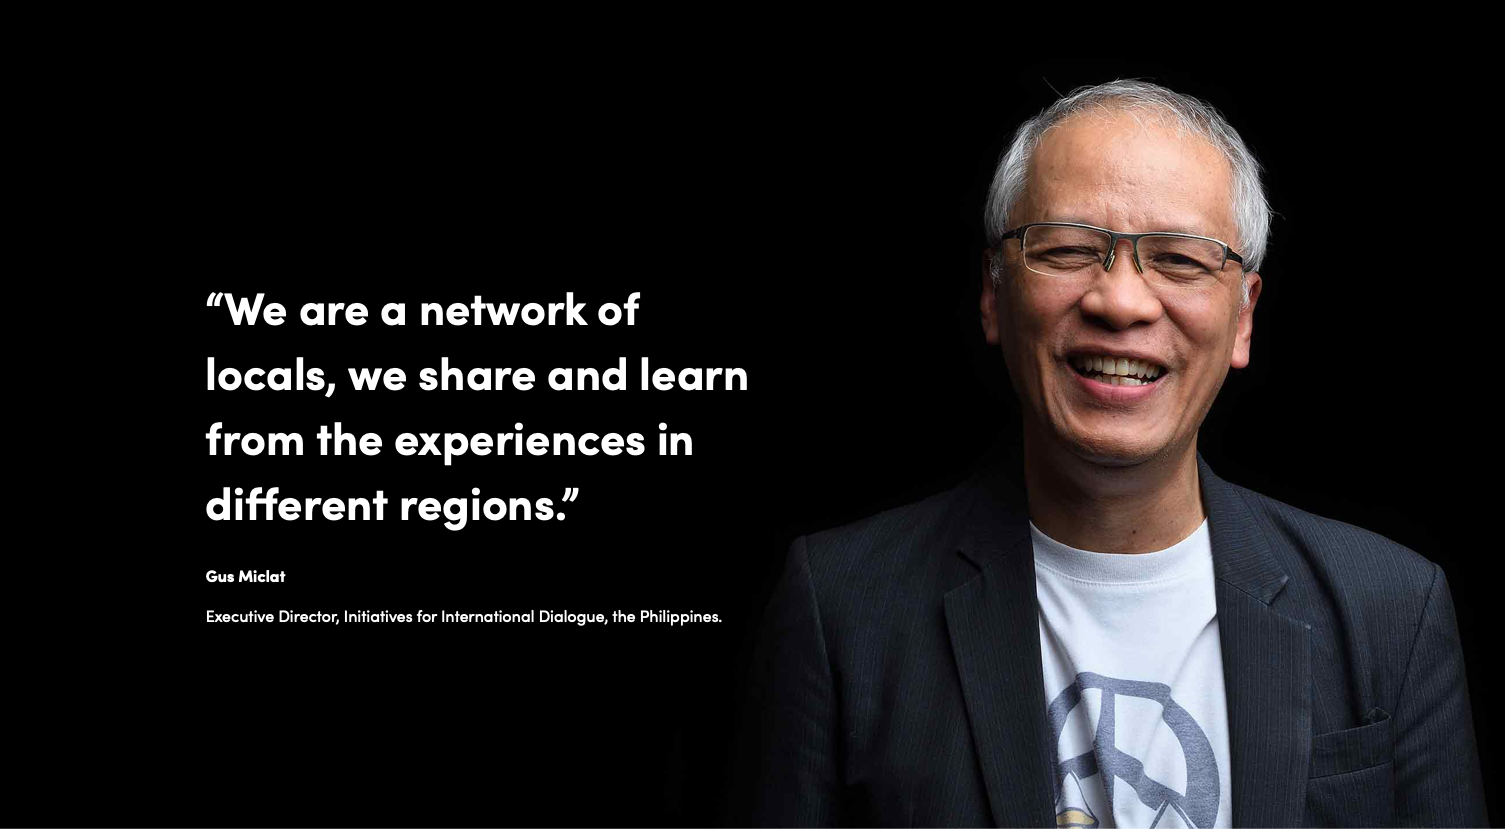 “We are a network of
locals, we share and learn
from the experiences in
different regions.”
Gus Miclat
Executive Director, Initiatives for International Dialogue, the Philippines.